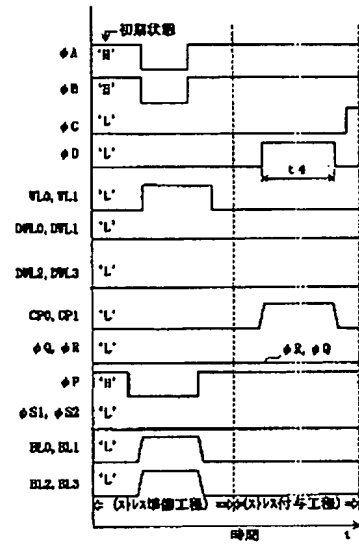 初期状態
φA 'H'
φB 'H'
φC 'L'
φD 'L'
t4
WL0, WL1 'L'
DWL0, DWL1 'L'
DWL2, DWL3 'L'
CP0, CP1 'L'
φQ, φR 'L' φR, φQ
φP 'H'
φS1, φS2 'L'
BL0, BL1 'L'
BL2, BL3 'L'
(ストレス準備工程) (ストレス付与工程)
時間 t